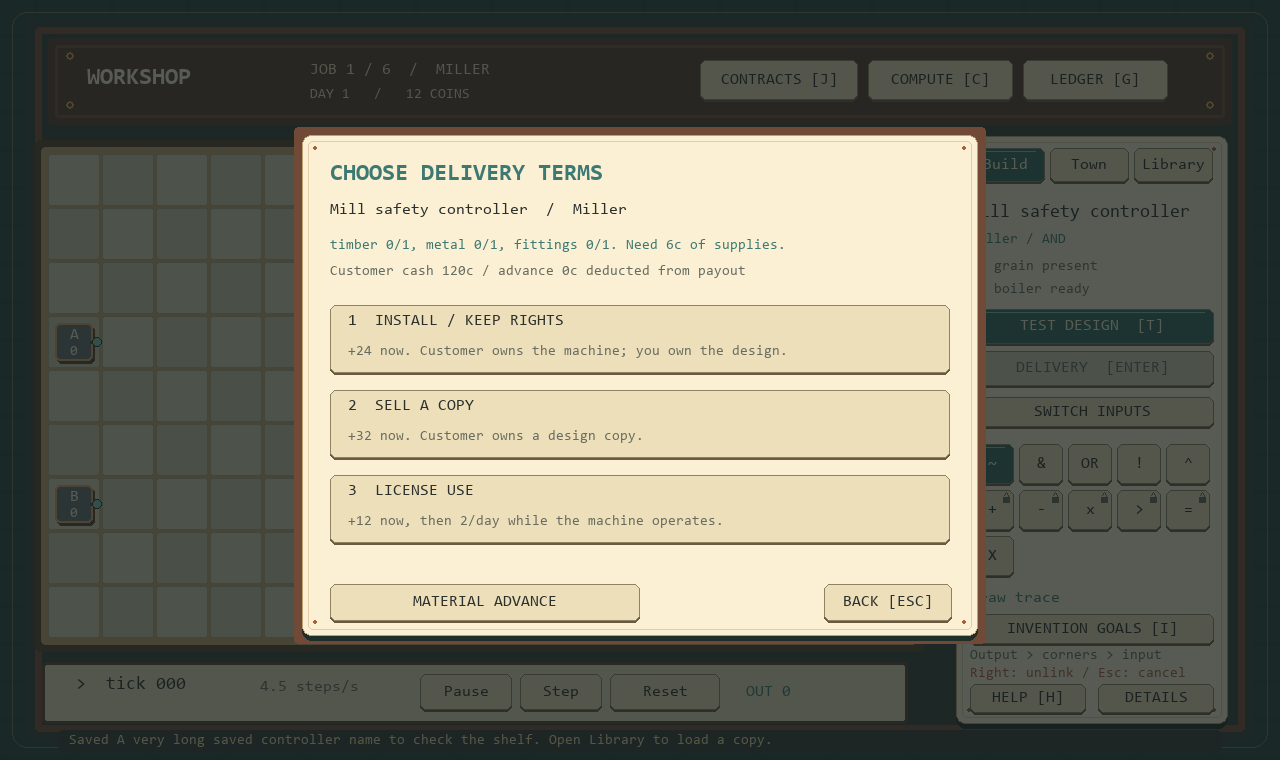 WORKSHOP
JOB 1 / 6 / MILLER
DAY 1 / 12 COINS
CONTRACTS [J]
COMPUTE [C]
LEDGER [G]
CHOOSE DELIVERY TERMS
Mill safety controller / Miller
timber 0/1, metal 0/1, fittings 0/1. Need 6c of supplies.
Customer cash 120c / advance 0c deducted from payout
1 INSTALL / KEEP RIGHTS
+24 now. Customer owns the machine; you own the design.
2 SELL A COPY
+32 now. Customer owns a design copy.
3 LICENSE USE
+12 now, then 2/day while the machine operates.
MATERIAL ADVANCE
BACK [ESC]
A
0
B
0
Build
Town
Library
ill safety controller
ller / AND
grain present
boiler ready
TEST DESIGN [T]
DELIVERY [ENTER]
SWITCH INPUTS
~ & OR ! ^
+ - x > =
X
raw trace
INVENTION GOALS [I]
Output > corners > input
Right: unlink / Esc: cancel
HELP [H]
DETAILS
> tick 000
4.5 steps/s
Pause
Step
Reset
OUT 0
Saved A very long saved controller name to check the shelf. Open Library to load a copy.